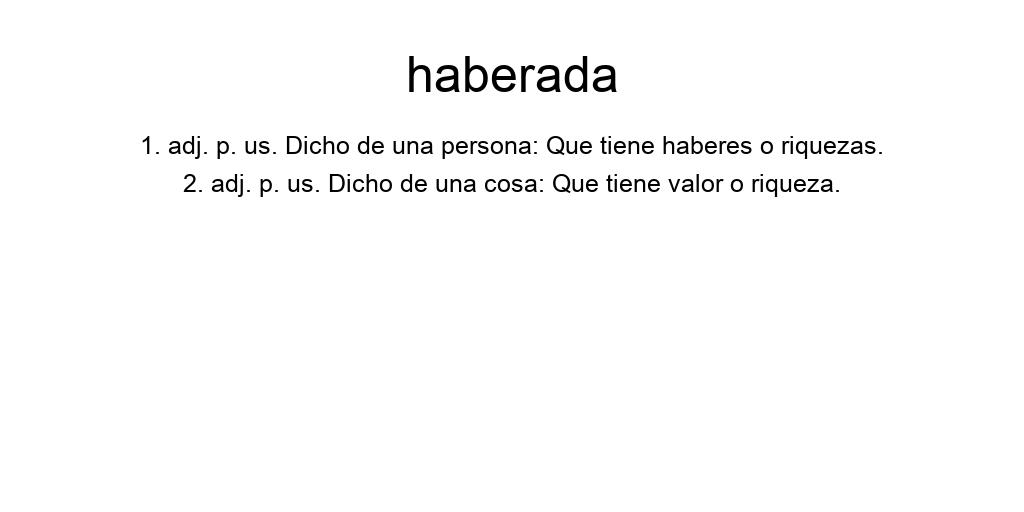 haberada
1. adj. p. us. Dicho de una persona: Que tiene haberes o riquezas.
2. adj. p. us. Dicho de una cosa: Que tiene valor o riqueza.